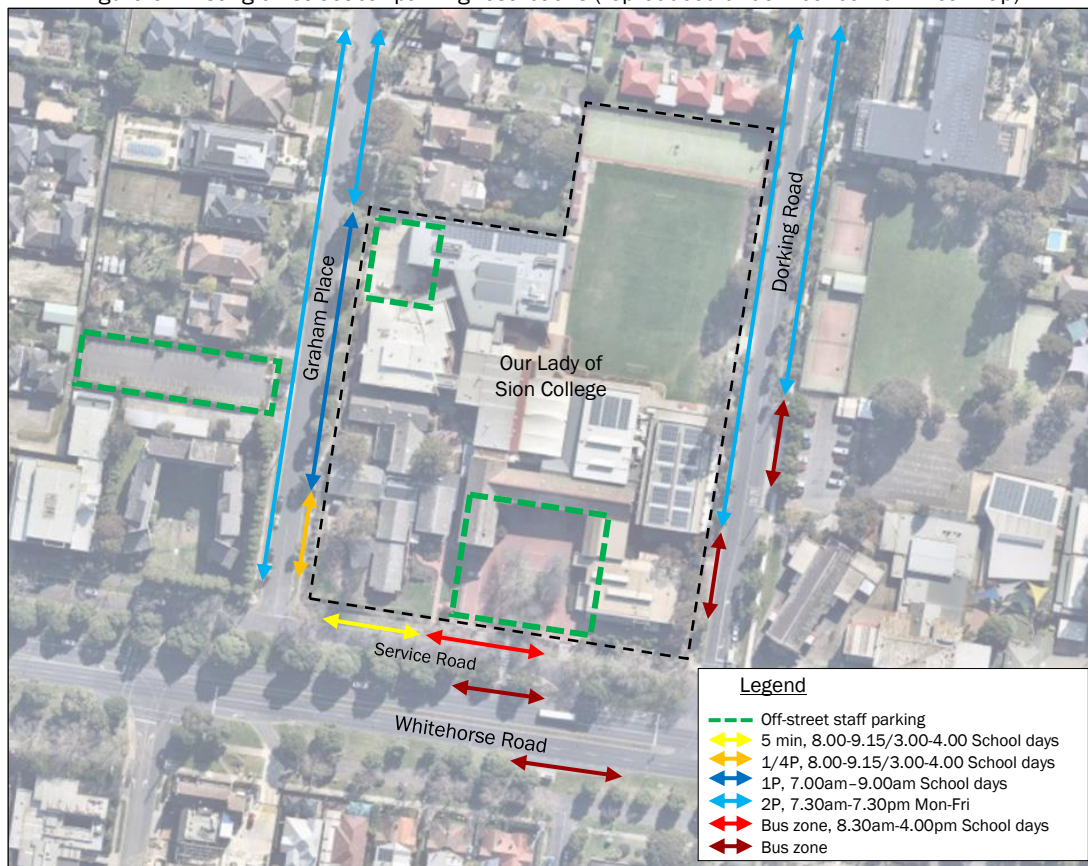 Graham Place
Dorking Road
Our Lady of
Sion College
Service Road
Whitehorse Road
Legend
Off-street staff parking
5 min, 8.00-9.15/3.00-4.00 School days
1/4P, 8.00-9.15/3.00-4.00 School days
1P, 7.00am–9.00am School days
2P, 7.30am-7.30pm Mon-Fri
Bus zone, 8.30am-4.00pm School days
Bus zone